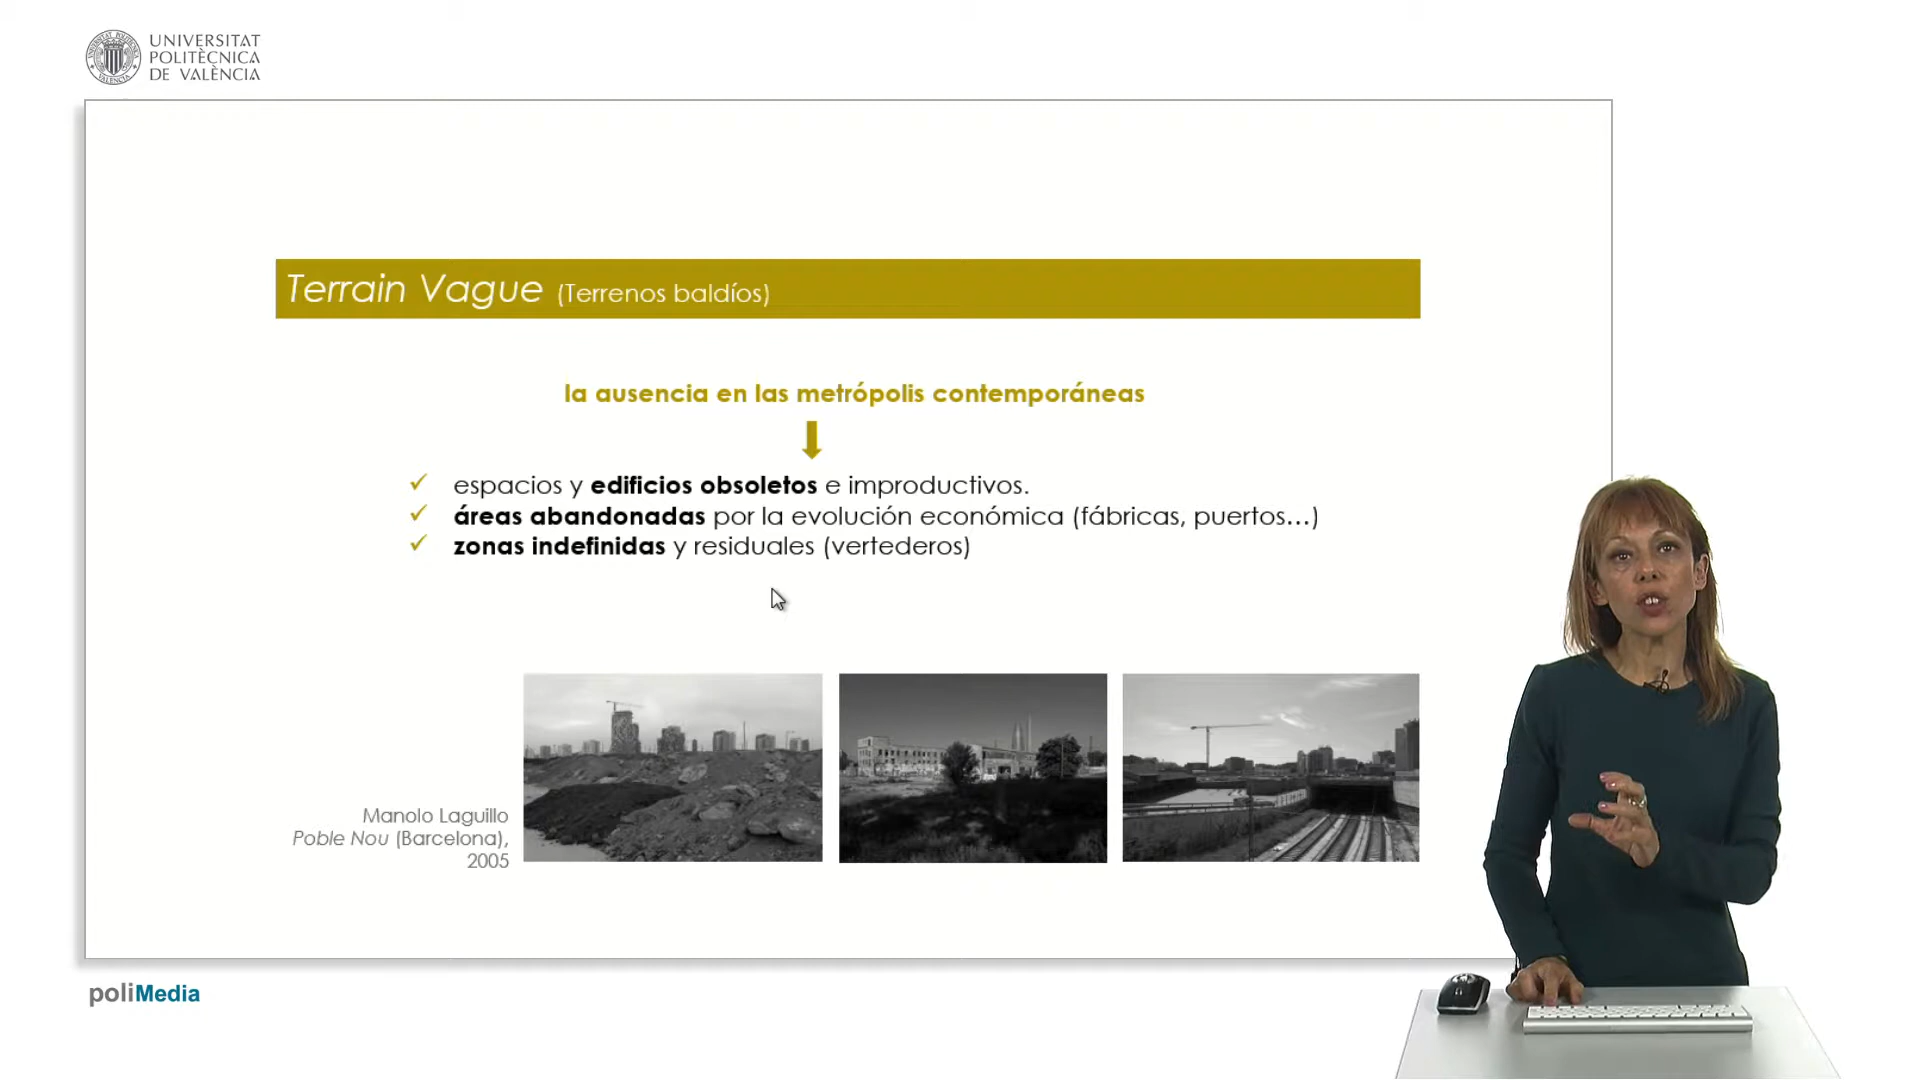 UNIVERSITAT
POLITÈCNICA
DE VALÈNCIA
Terrain Vague (Terrenos baldíos)
la ausencia en las metrópolis contemporáneas
espacios y edificios obsoletos e improductivos.
áreas abandonadas por la evolución económica (fábricas, puertos...)
zonas indefinidas y residuales (vertederos)
Manolo Laguillo
Poble Nou (Barcelona),
2005
poliMedia